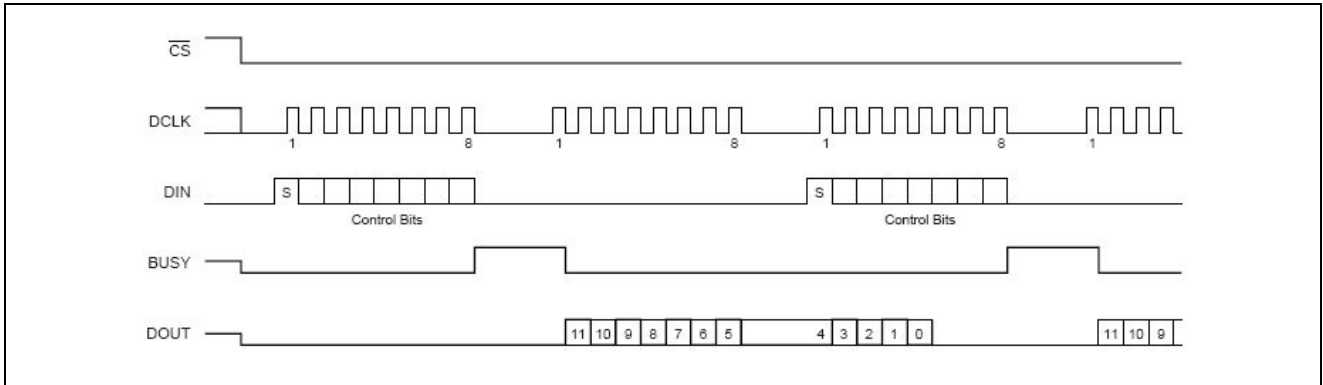 CS
DCLK
1 8 1 8 1 8 1
DIN S S
Control Bits Control Bits
BUSY
DOUT 11 10 9 8 7 6 5 4 3 2 1 0 11 10 9